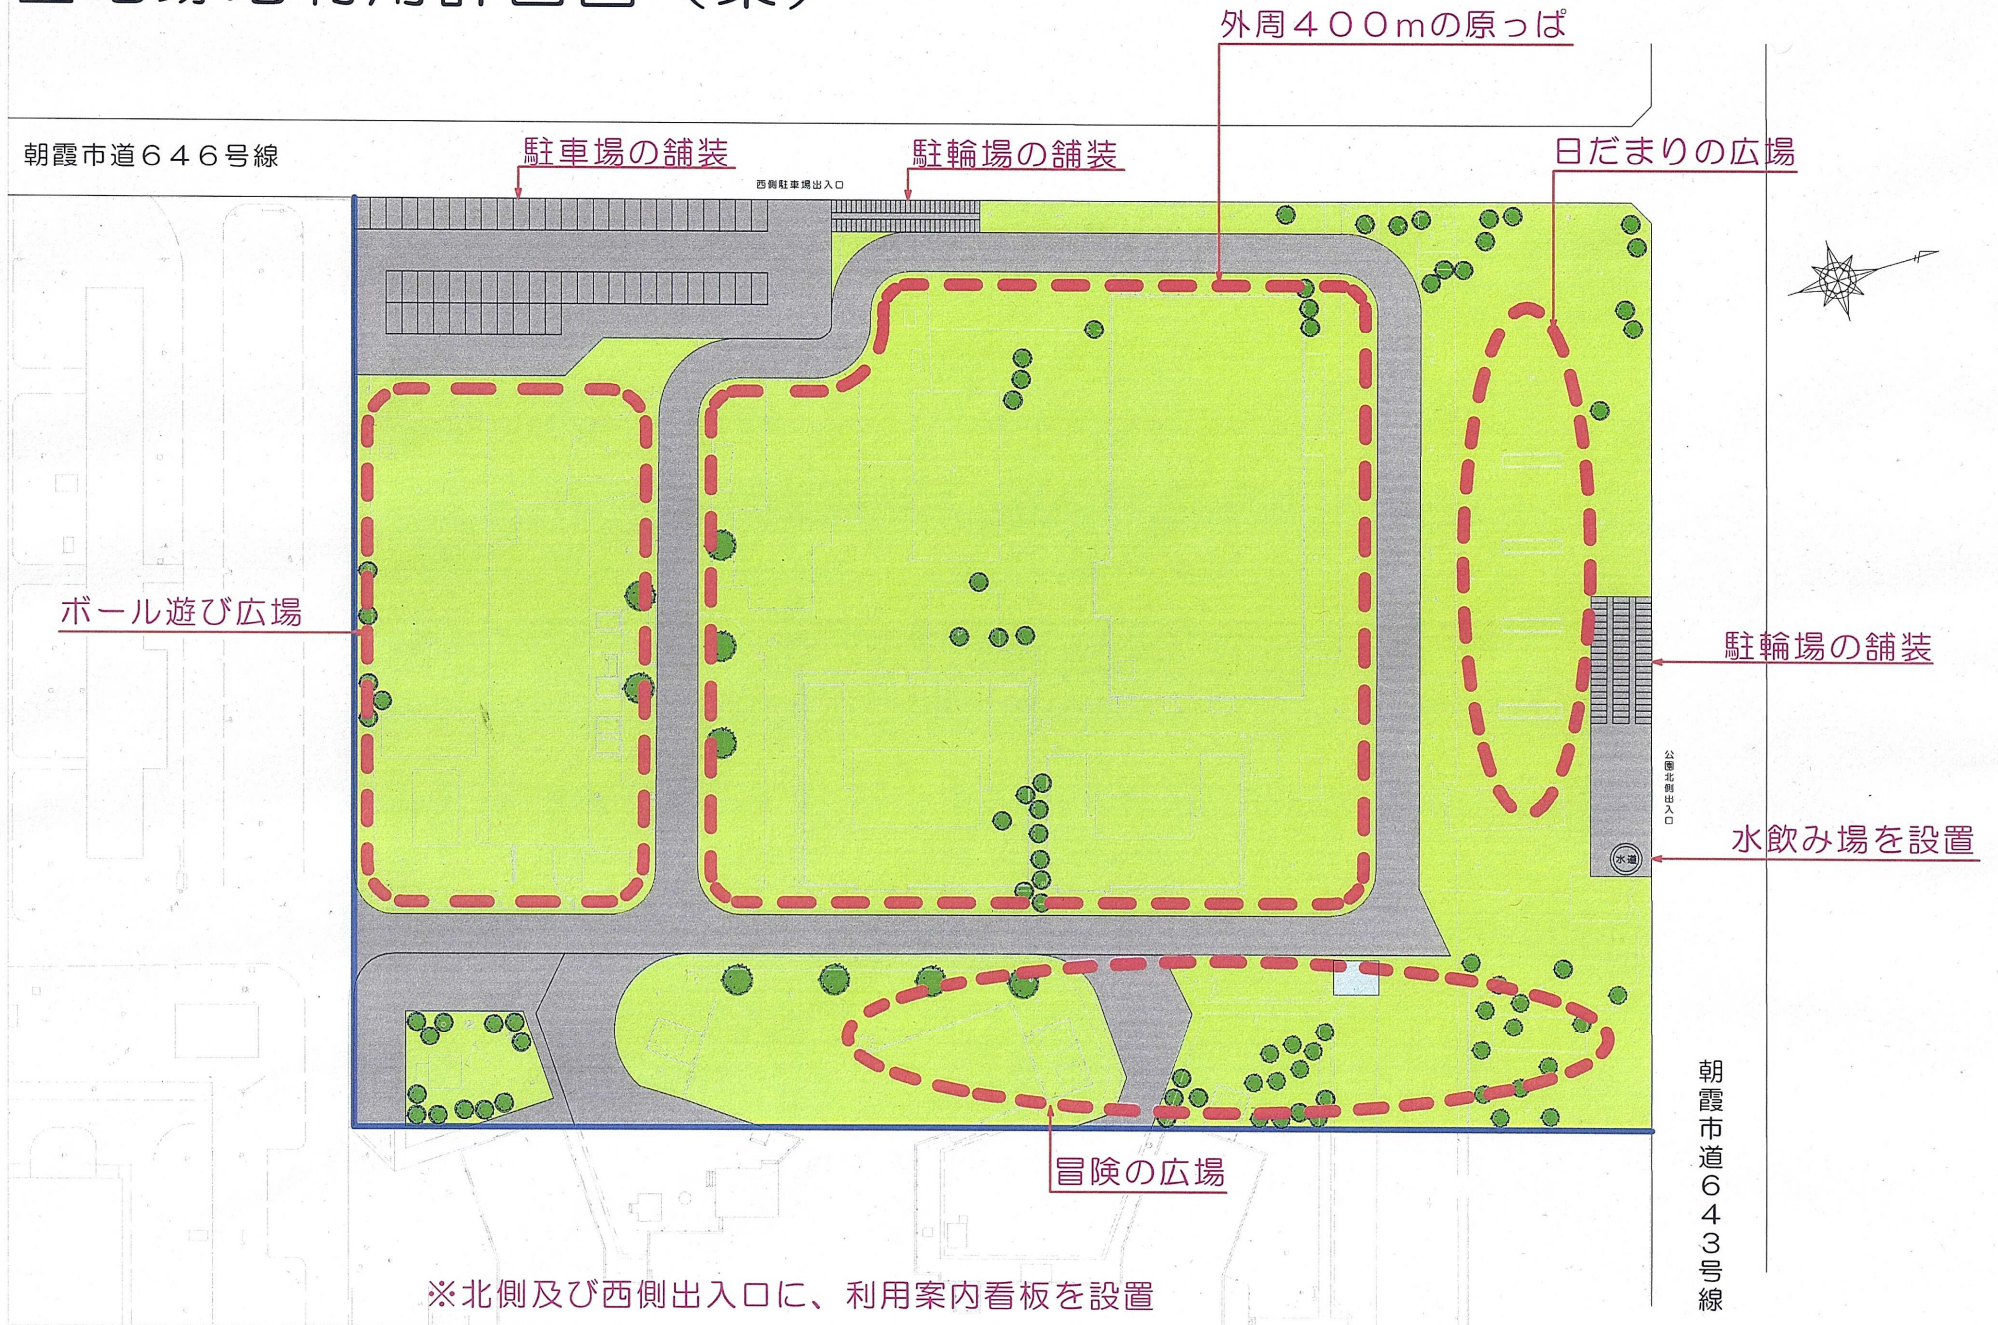 外周４００ｍの原っぱ
朝霞市道６４６号線
駐車場の舗装
駐輪場の舗装
日だまりの広場
西側駐車場出入口
ボール遊び広場
駐輪場の舗装
公園北側出入口
水飲み場を設置
水道
朝霞市道６４３号線
冒険の広場
※北側及び西側出入口に、利用案内看板を設置